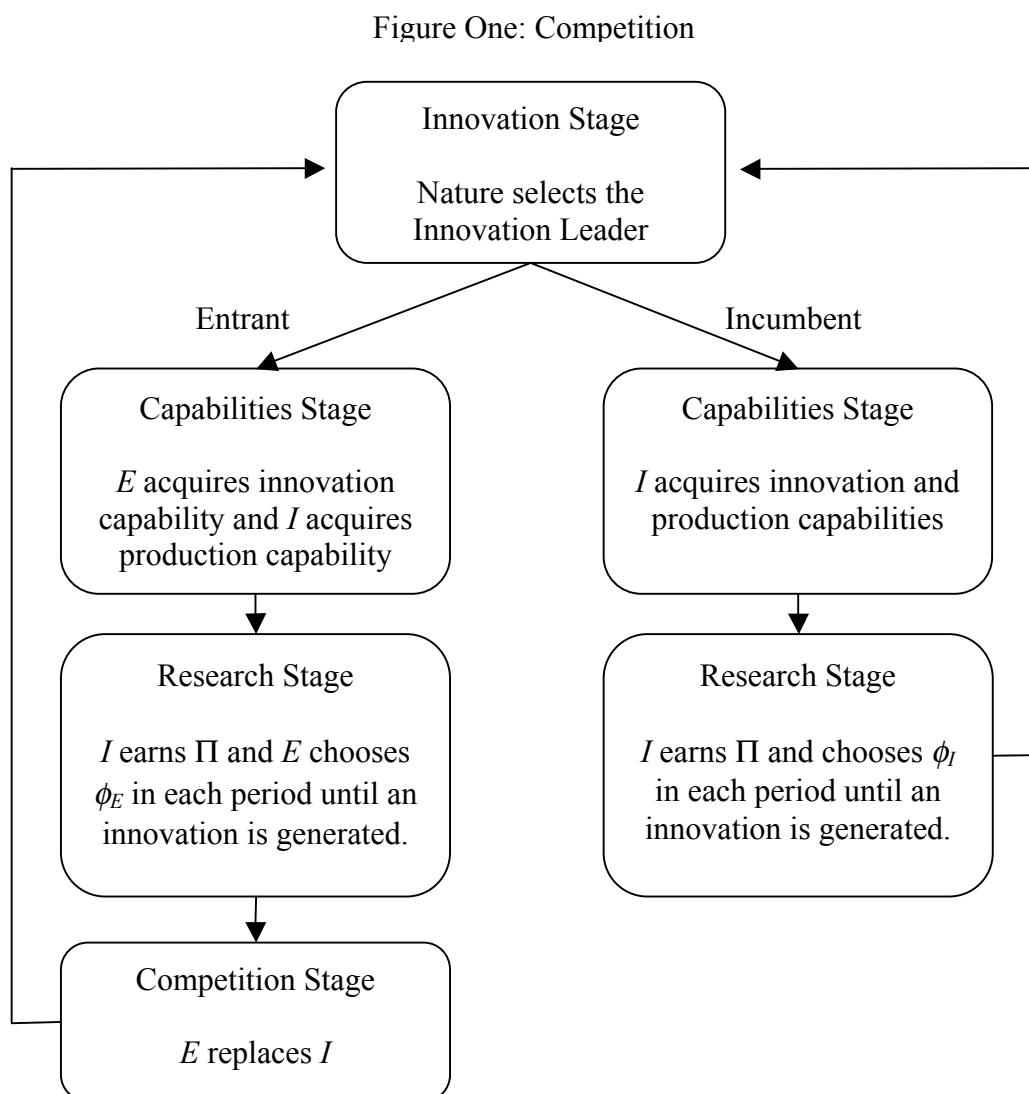 Figure One: Competition
Innovation Stage
Nature selects the
Innovation Leader
Entrant
Incumbent
Capabilities Stage
E acquires innovation
capability and I acquires
production capability
Capabilities Stage
I acquires innovation and
production capabilities
Research Stage
I earns Π and E chooses
ϕE in each period until an
innovation is generated.
Research Stage
I earns Π and chooses ϕI
in each period until an
innovation is generated.
Competition Stage
E replaces I